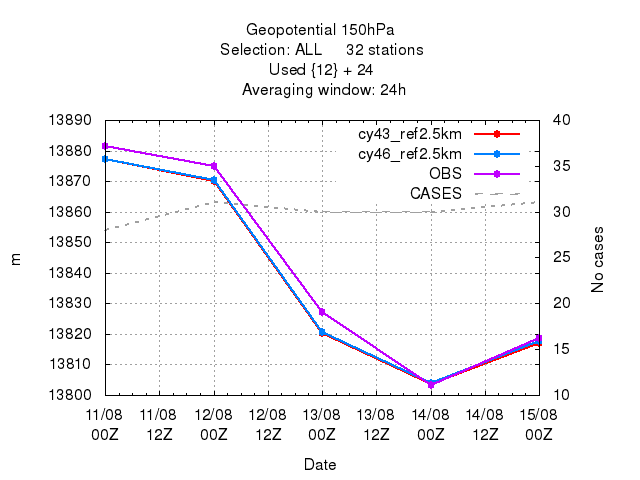 Geopotential 150hPa
Selection: ALL 32 stations
Used {12} + 24
Averaging window: 24h
cy43_ref2.5km
cy46_ref2.5km
OBS
CASES
13890
13880
13870
13860
13850
13840
13830
13820
13810
13800
m
40
35
30
25
20
15
10
No cases
11/08 11/08 12/08 12/08 13/08 13/08 14/08 14/08 15/08
00Z 12Z 00Z 12Z 00Z 12Z 00Z 12Z 00Z
Date